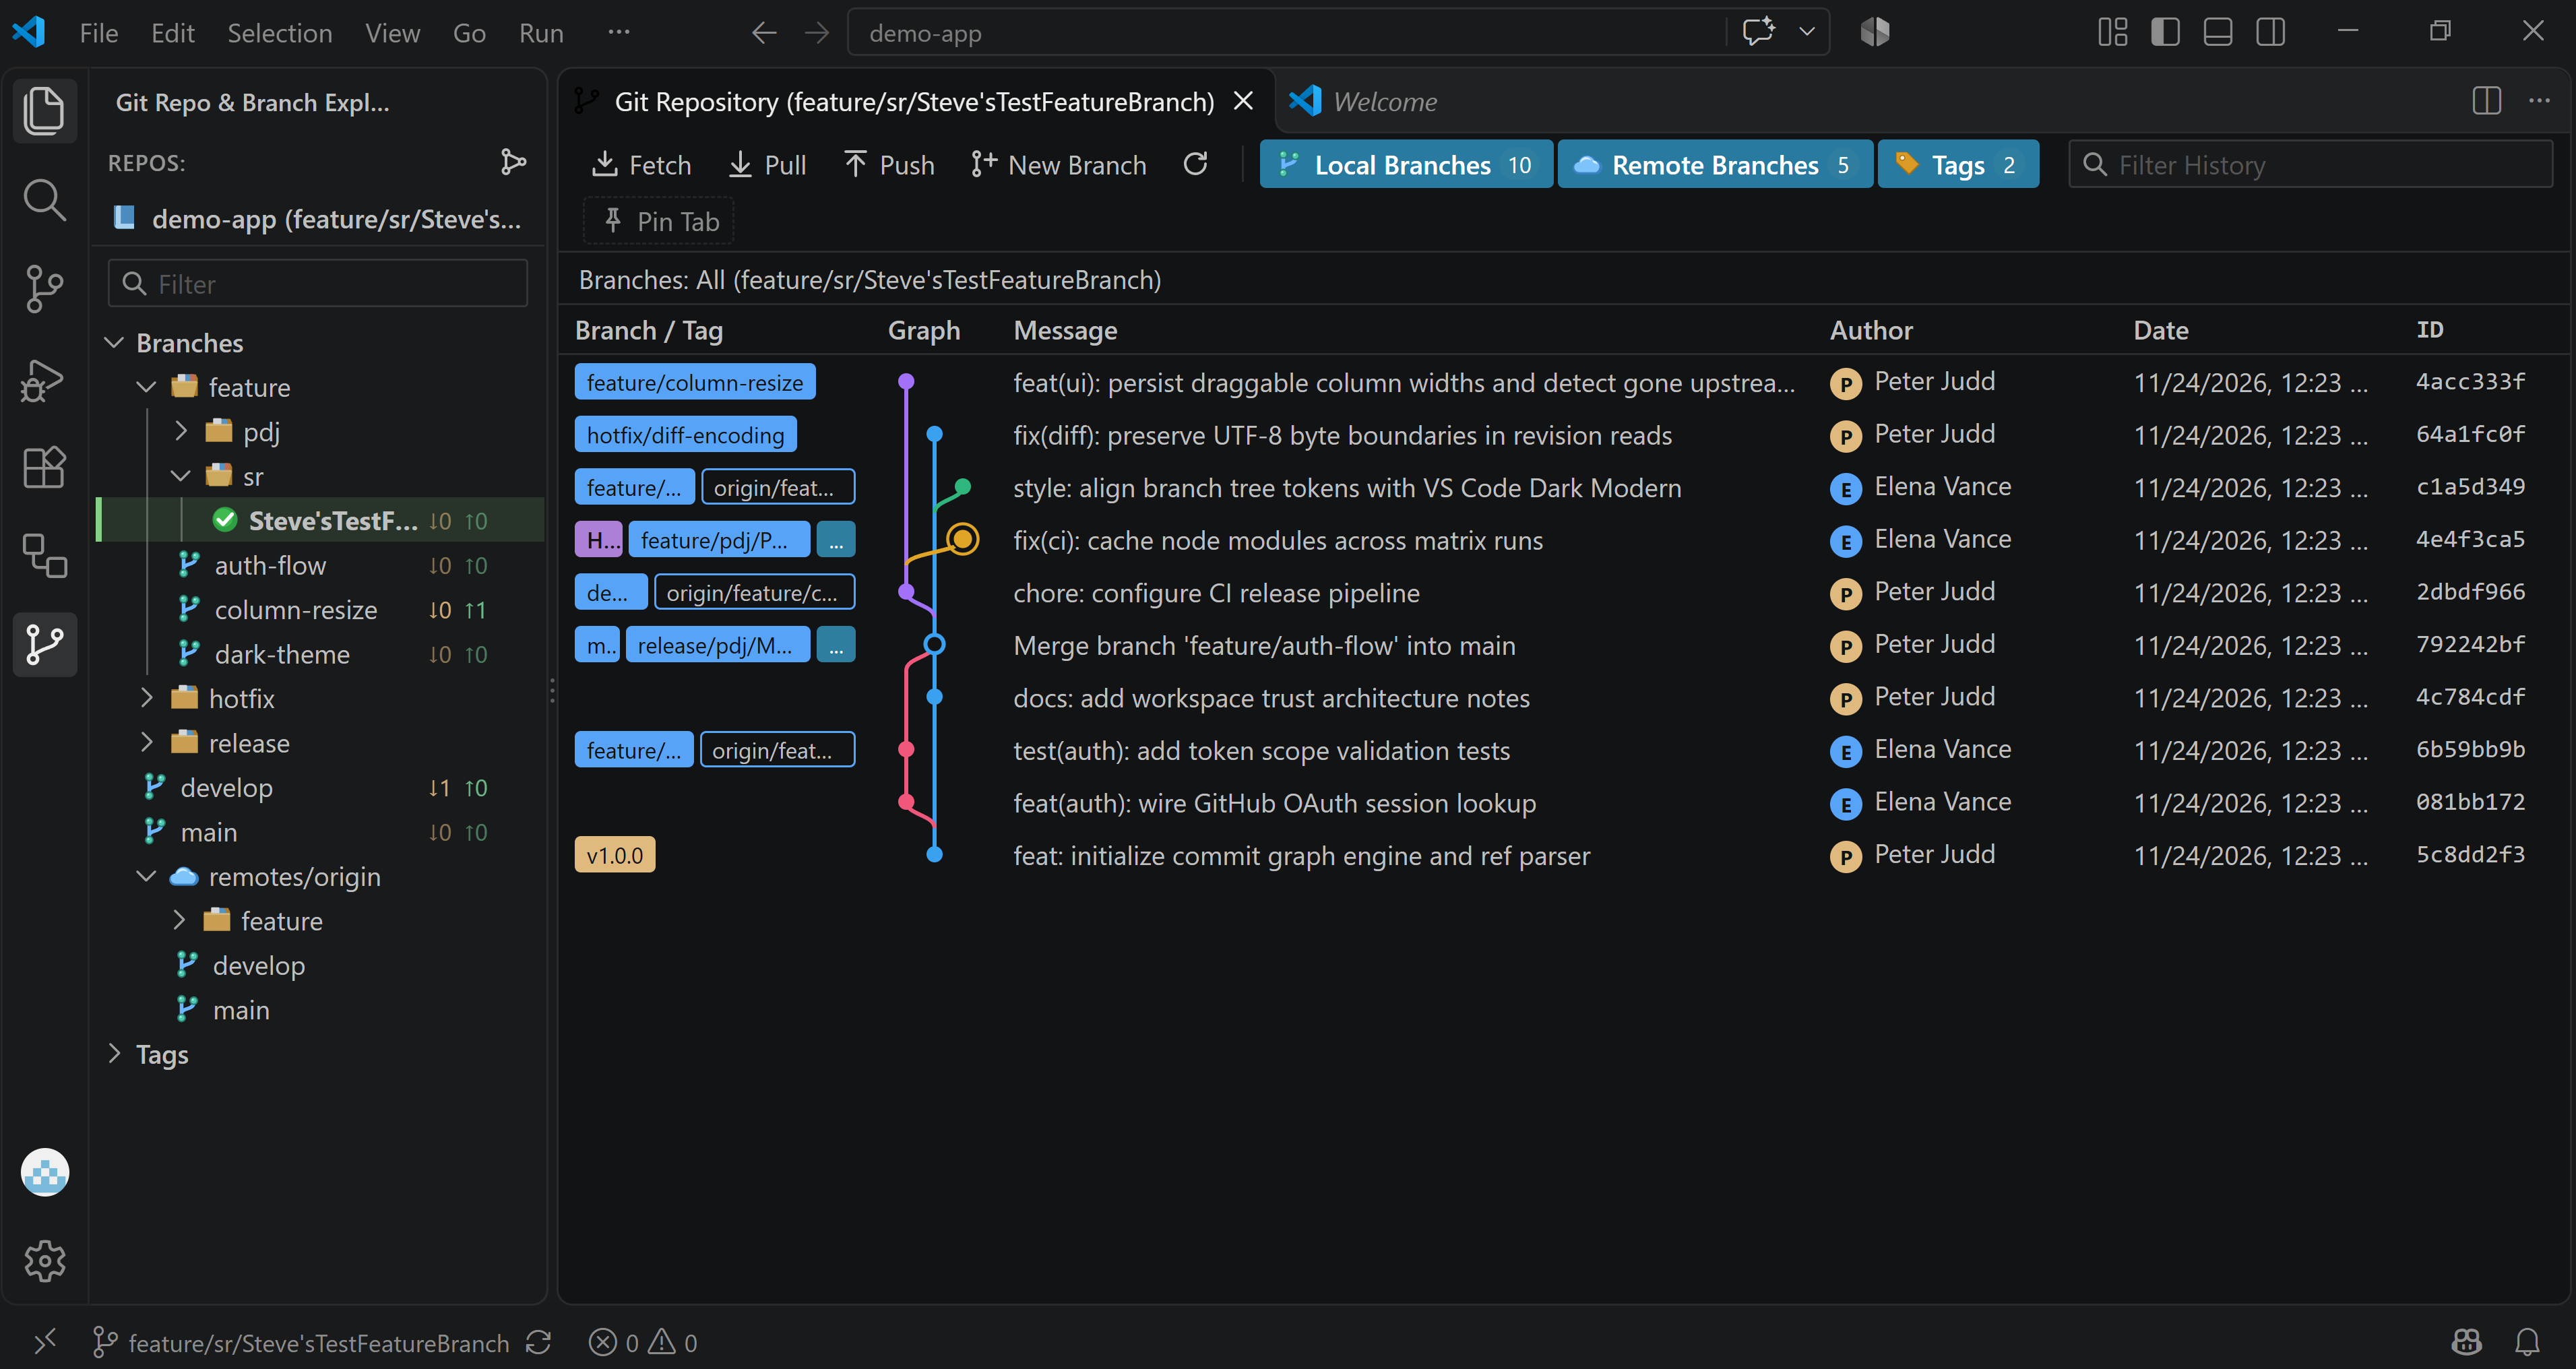 File Edit Selection View Go Run ··· demo-app
Git Repo & Branch Expl...
REPOS:
demo-app (feature/sr/Steve's...
Filter
Branches
feature
pdj
sr
Steve'sTestF... ↓0 ↑0
auth-flow ↓0 ↑0
column-resize ↓0 ↑1
dark-theme ↓0 ↑0
hotfix
release
develop ↓1 ↑0
main ↓0 ↑0
remotes/origin
feature
develop
main
Tags
Git Repository (feature/sr/Steve'sTestFeatureBranch) Welcome
Fetch Pull Push New Branch Local Branches 10 Remote Branches 5 Tags 2 Filter History
Pin Tab
Branches: All (feature/sr/Steve'sTestFeatureBranch)
Branch / Tag Graph Message Author Date ID
feature/column-resize feat(ui): persist draggable column widths and detect gone upstrea... P Peter Judd 11/24/2026, 12:23 ... 4acc333f
hotfix/diff-encoding fix(diff): preserve UTF-8 byte boundaries in revision reads P Peter Judd 11/24/2026, 12:23 ... 64a1fc0f
feature/... origin/feat... style: align branch tree tokens with VS Code Dark Modern E Elena Vance 11/24/2026, 12:23 ... c1a5d349
H... feature/pdj/P... ... fix(ci): cache node modules across matrix runs E Elena Vance 11/24/2026, 12:23 ... 4e4f3ca5
de... origin/feature/c... chore: configure CI release pipeline P Peter Judd 11/24/2026, 12:23 ... 2dbdf966
m.. release/pdj/M... ... Merge branch 'feature/auth-flow' into main P Peter Judd 11/24/2026, 12:23 ... 792242bf
docs: add workspace trust architecture notes P Peter Judd 11/24/2026, 12:23 ... 4c784cdf
feature/... origin/feat... test(auth): add token scope validation tests E Elena Vance 11/24/2026, 12:23 ... 6b59bb9b
feat(auth): wire GitHub OAuth session lookup E Elena Vance 11/24/2026, 12:23 ... 081bb172
v1.0.0 feat: initialize commit graph engine and ref parser P Peter Judd 11/24/2026, 12:23 ... 5c8dd2f3
feature/sr/Steve'sTestFeatureBranch 0 0